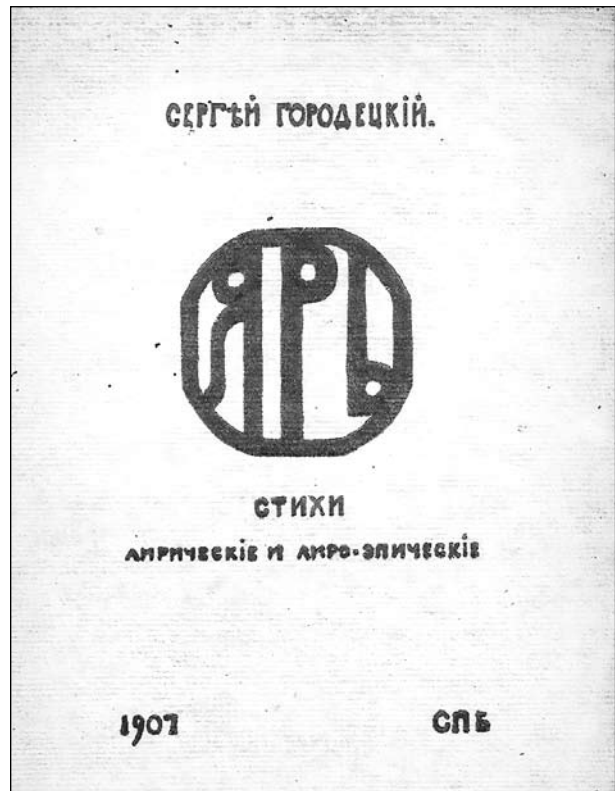 СЕРГѢЙ ГОРОДЕЦКІЙ.
ЯРЬ
СТИХИ
ЛИРИЧЕСКІЕ И ЛИРО-ЭПИЧЕСКІЕ
1907 СПБ